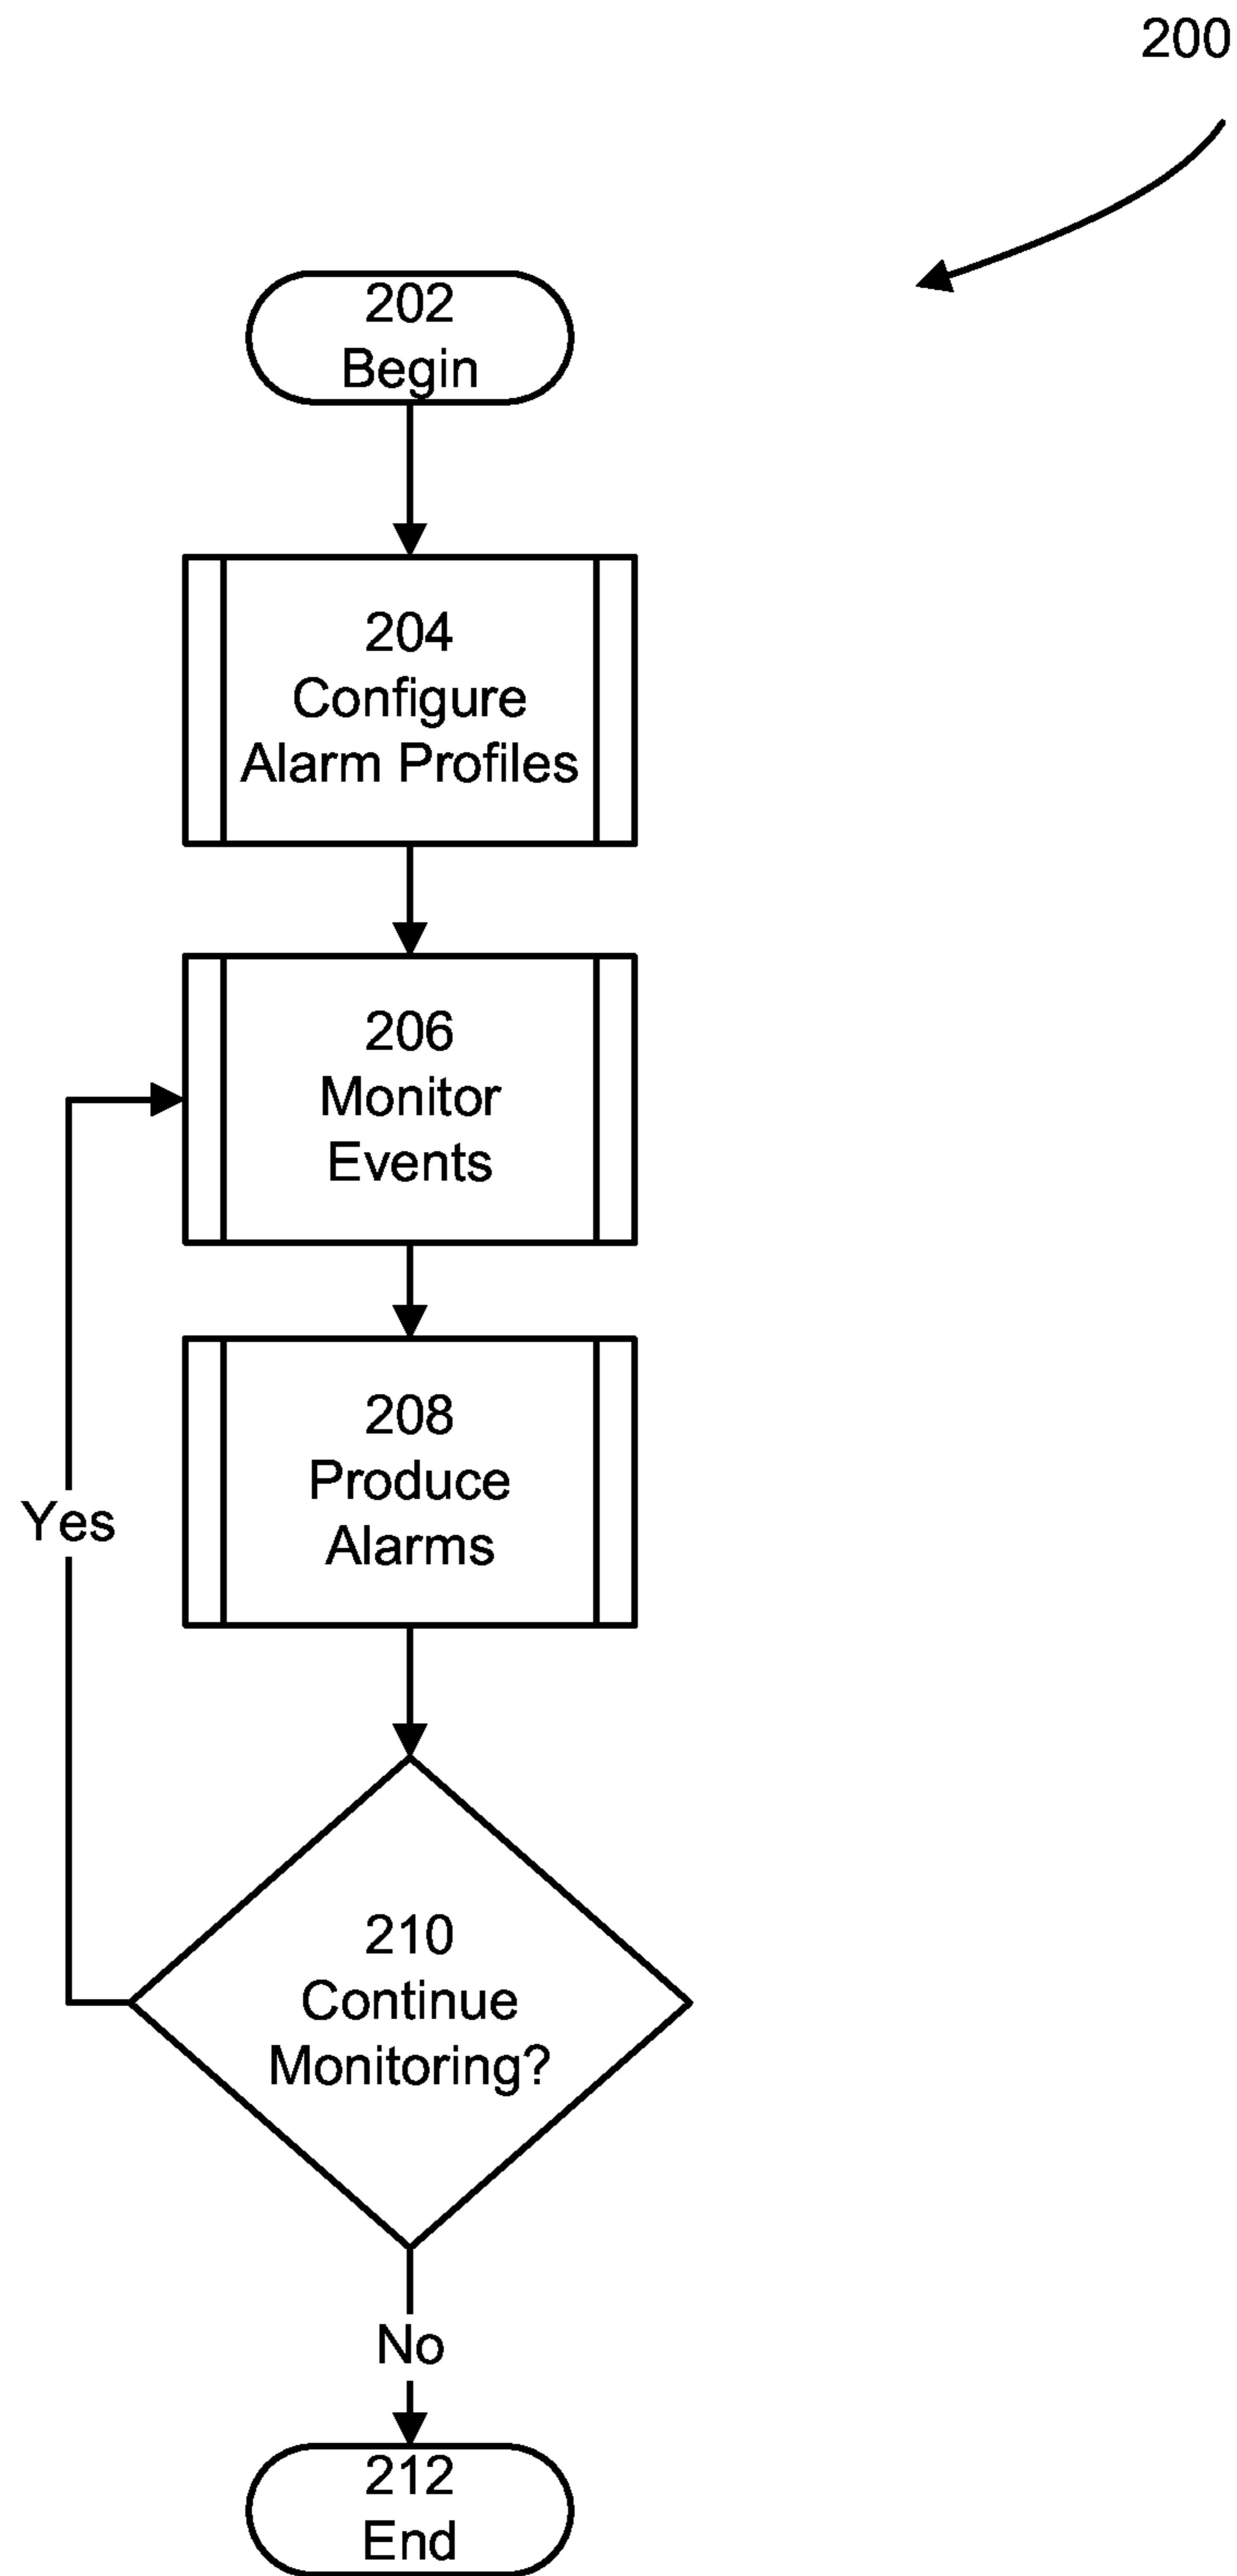 200
202
Begin
204
Configure
Alarm Profiles
206
Monitor
Events
208
Produce
Alarms
Yes
210
Continue
Monitoring?
No
212
End